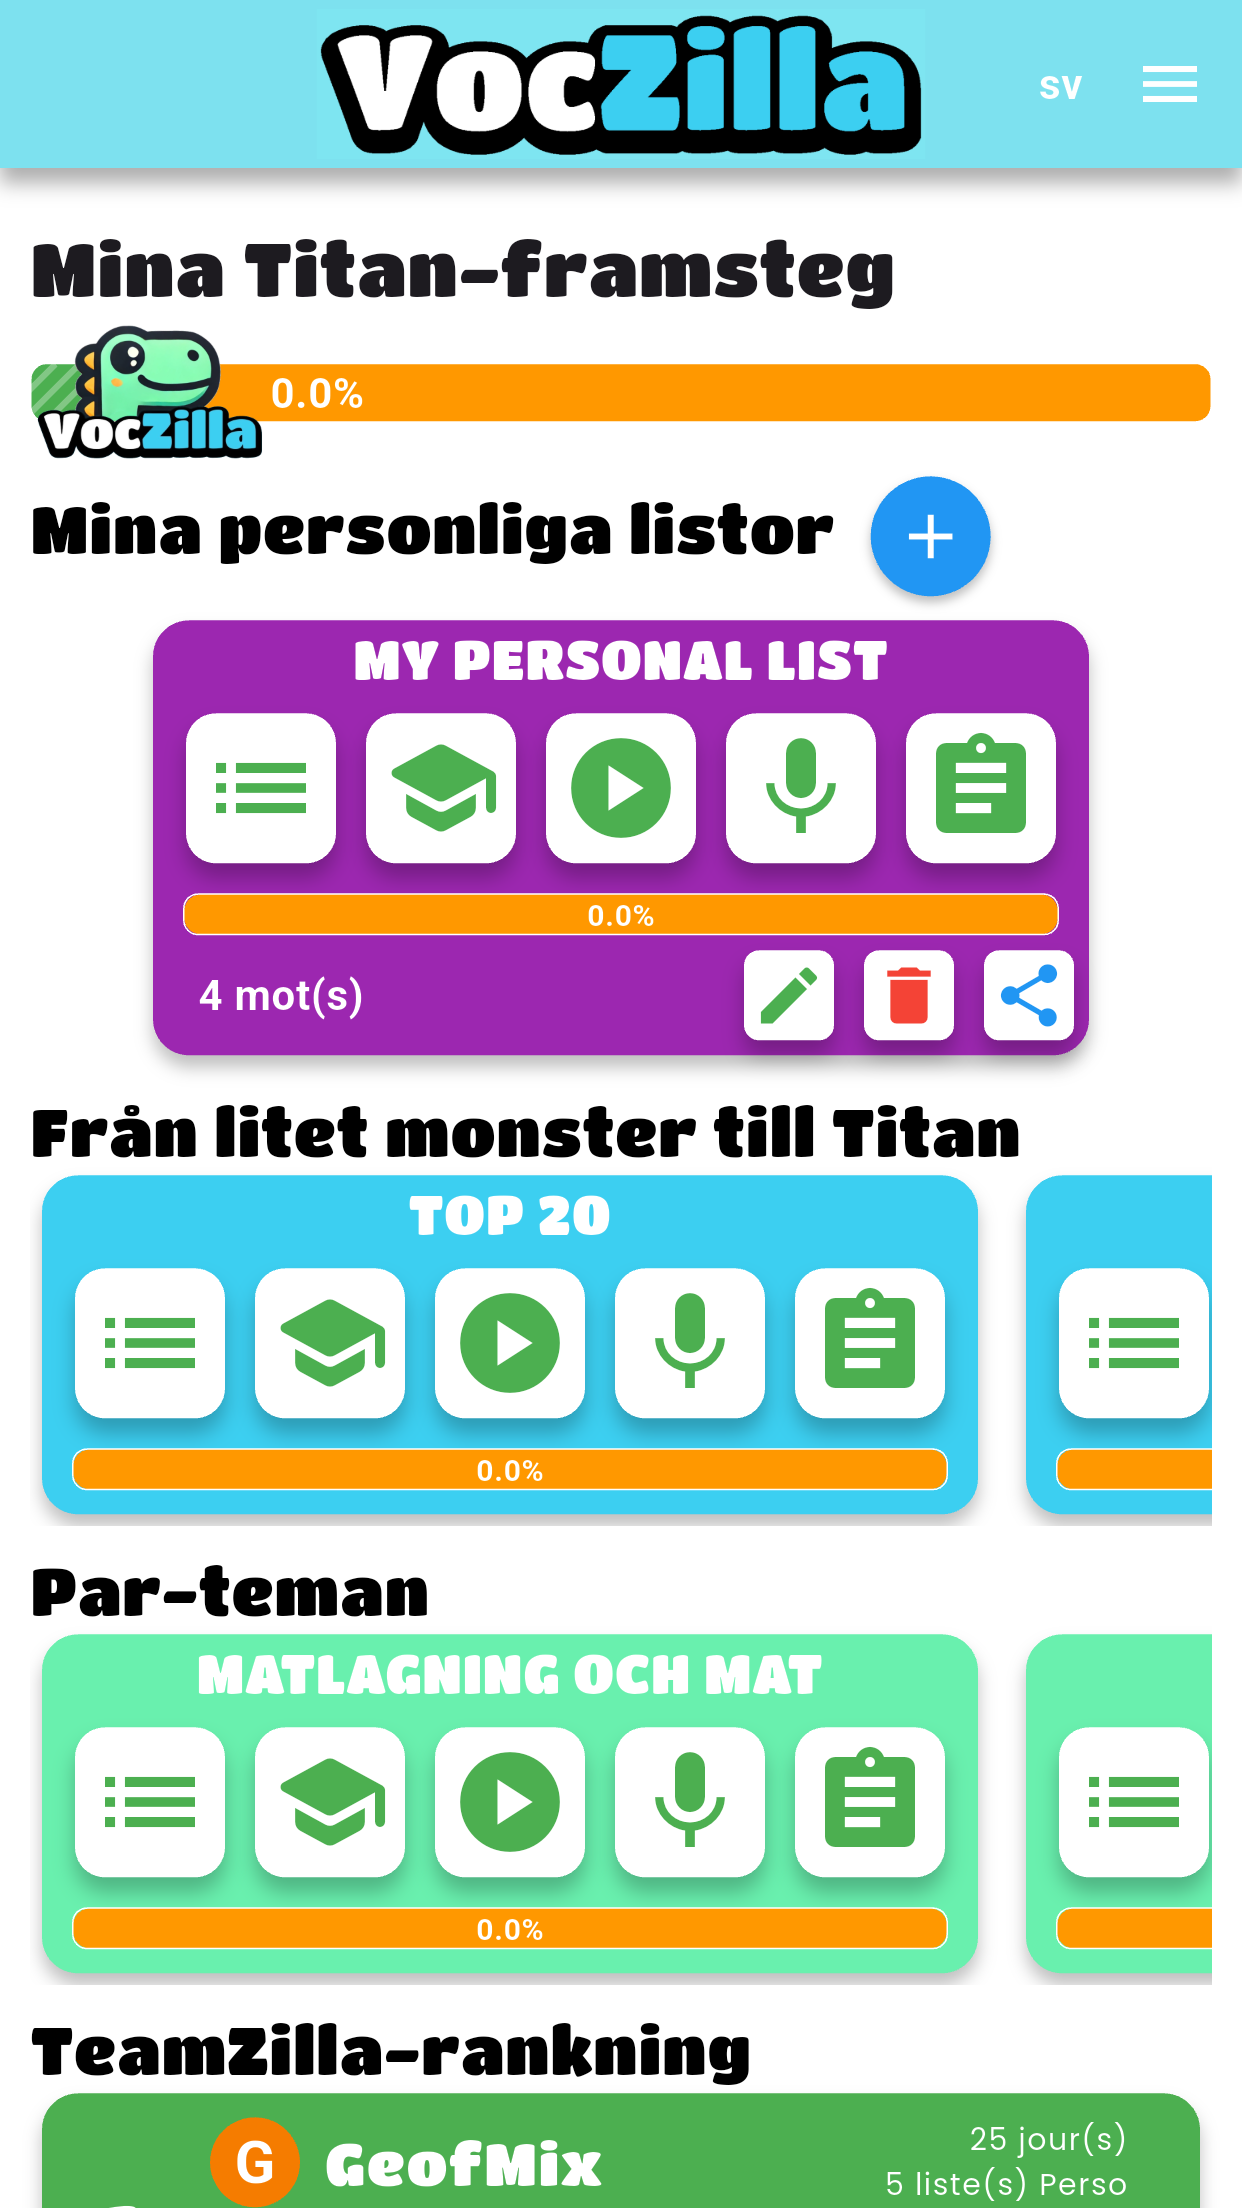 VocZilla
sv
Mina Titan-framsteg
0.0%
VocZilla
Mina personliga listor
MY PERSONAL LIST
0.0%
4 mot(s)
Från litet monster till Titan
TOP 20
0.0%
Par-teman
MATLAGNING OCH MAT
0.0%
TeamZilla-rankning
G
GeofMix
25 jour(s)
5 liste(s) Perso